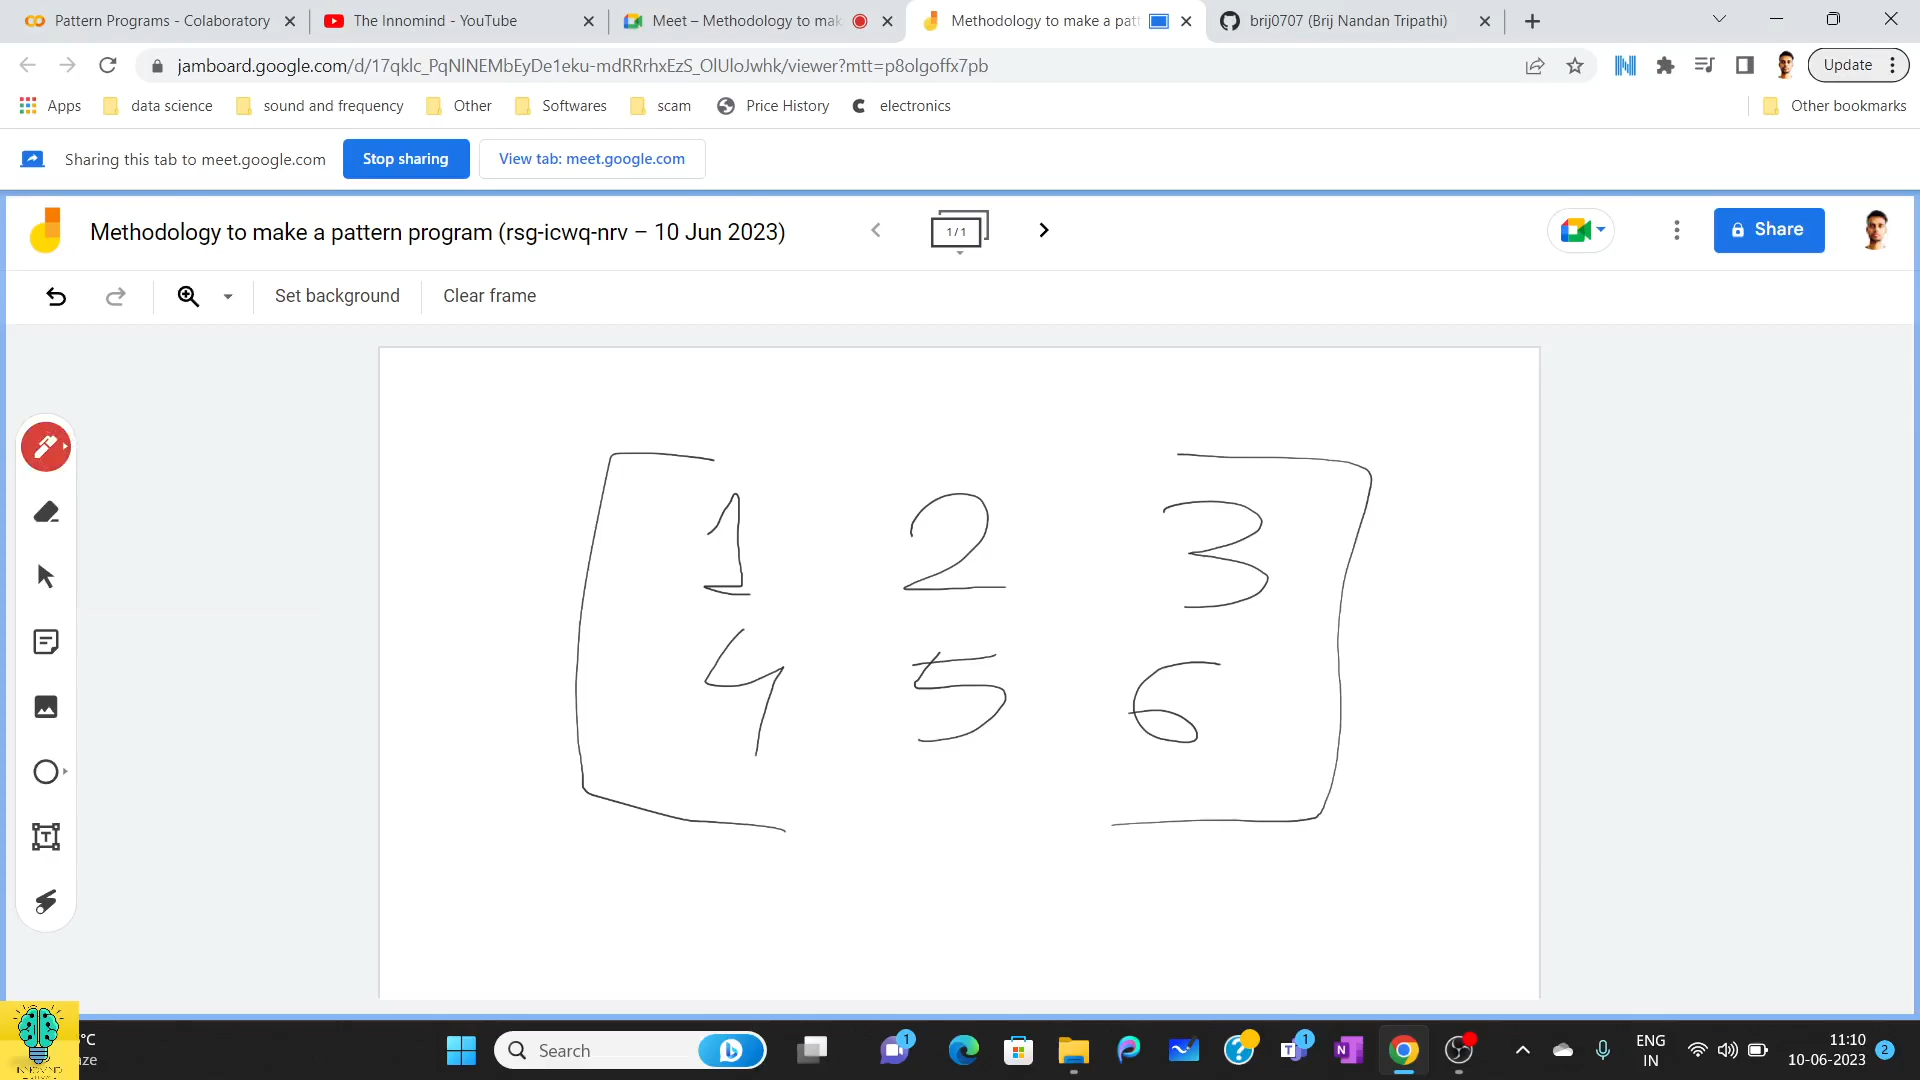 Pattern Programs - Colaboratory
The Innomind - YouTube
Meet – Methodology to mak
Methodology to make a patt
brij0707 (Brij Nandan Tripathi)
jamboard.google.com/d/17qklc_PqNlNEMbEyDe1eku-mdRRrhxEzS_OlUloJwhk/viewer?mtt=p8olgoffx7pb
Update
Apps data science sound and frequency Other Softwares scam Price History electronics Other bookmarks
Sharing this tab to meet.google.com Stop sharing View tab: meet.google.com
Methodology to make a pattern program (rsg-icwq-nrv – 10 Jun 2023) 1/1 Share
Set background Clear frame
1 2 3
4 5 6
°C
Search
1
1
ENG
IN
11:10
10-06-2023
2